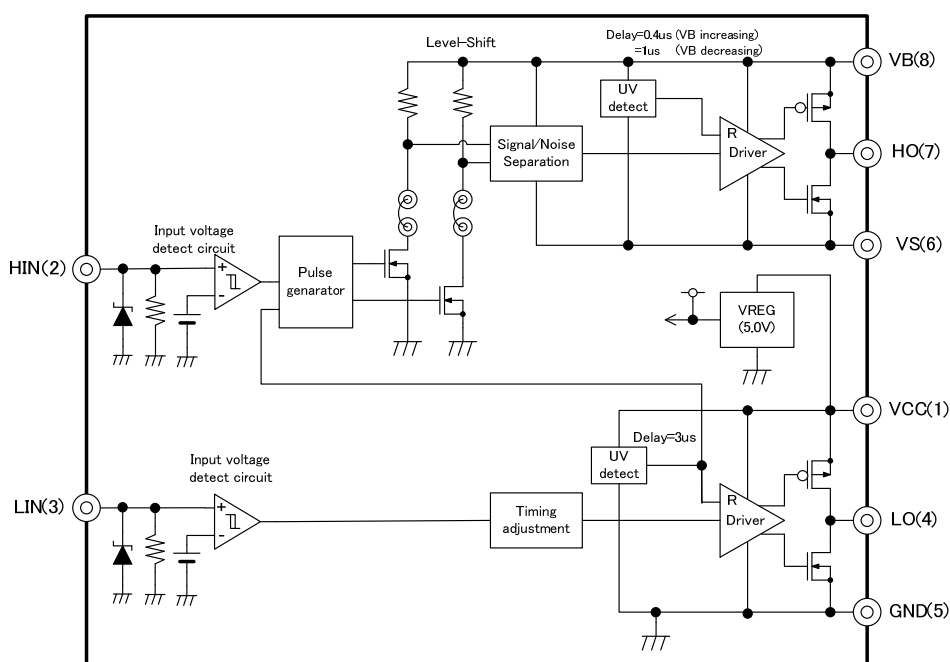 Delay=0.4us (VB increasing)
=1us (VB decreasing)
Level-Shift
VB(8)
UV
detect
Signal/Noise
Separation
R
Driver
HO(7)
Input voltage
detect circuit
VS(6)
HIN(2)
+
-
Pulse
genarator
VREG
(5.0V)
VCC(1)
Delay=3us
UV
detect
Input voltage
detect circuit
LIN(3)
+
-
Timing
adjustment
R
Driver
LO(4)
GND(5)